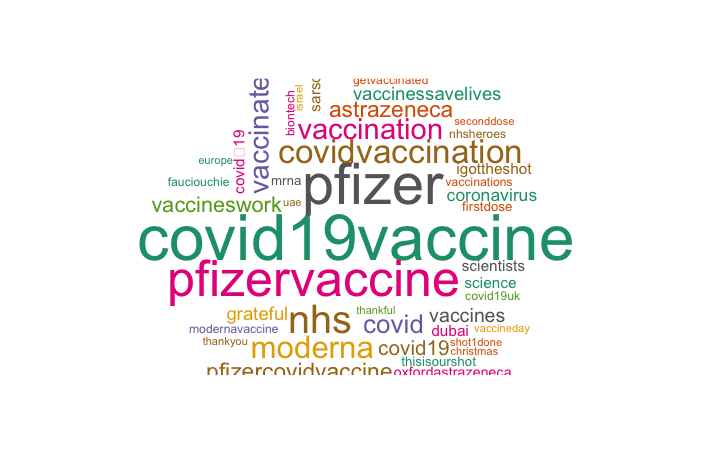 getvaccinated
vaccinessavelives
astrazeneca
seconddose
vaccination
nhsheroes
covidvaccination
igottheshot
vaccinate
biontech
israel
covid□19
europe
fauciouchie
mrna
pfizer
vaccinations
coronavirus
firstdose
vaccineswork
uae
covid19vaccine
pfizervaccine
scientists
science
covid19uk
grateful
nhs
thankful
covid
vaccines
modernavaccine
dubai
vaccineday
thankyou
moderna
covid19
shot1done
christmas
thisisourshot
pfizercovidvaccine
oxfordastrazeneca